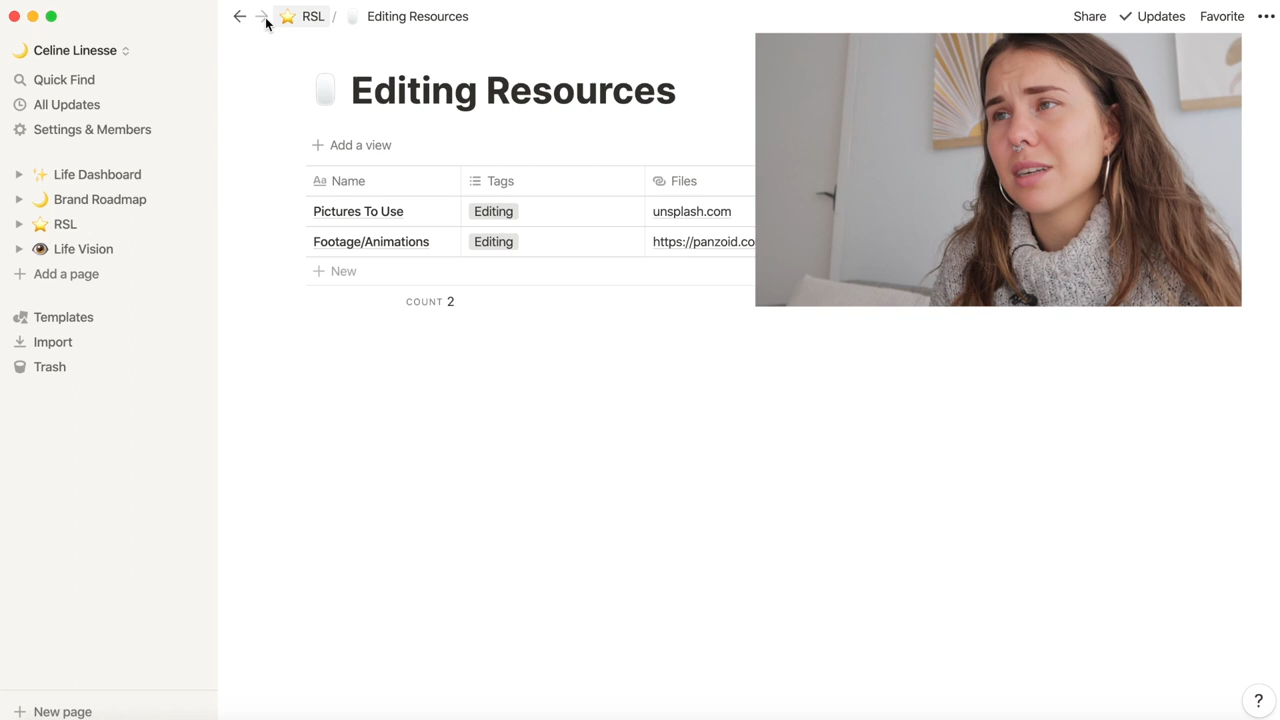 RSL / Editing Resources
Share Updates Favorite
Celine Linesse
Quick Find
All Updates
Settings & Members
Life Dashboard
Brand Roadmap
RSL
Life Vision
Add a page
Templates
Import
Trash
New page
Editing Resources
Add a view
Aa Name Tags Files
Pictures To Use Editing unsplash.com
Footage/Animations Editing https://panzoid.co
New
COUNT 2
?